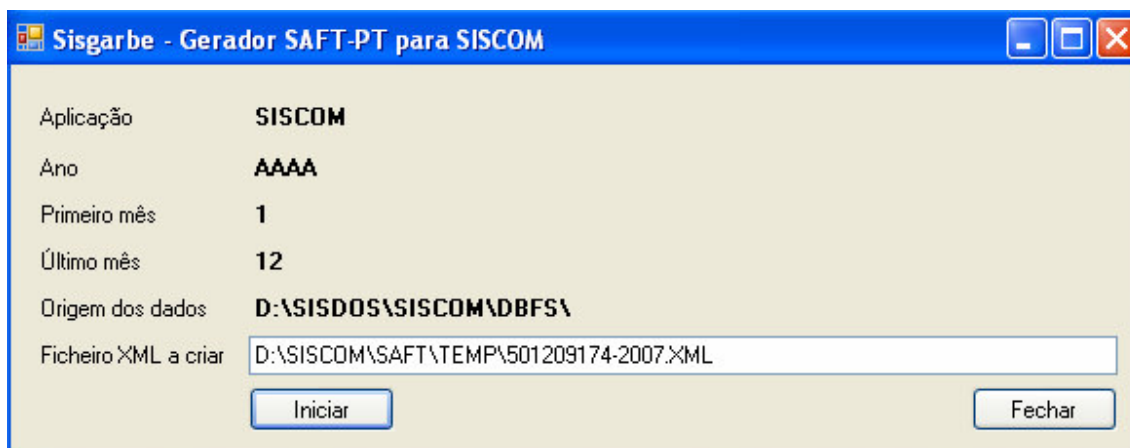 Sisgarbe - Gerador SAFT-PT para SISCOM
Aplicação SISCOM
Ano AAAA
Primeiro mês 1
Último mês 12
Origem dos dados D:\SISDOS\SISCOM\DBFS\
Ficheiro XML a criar D:\SISCOM\SAFT\TEMP\501209174-2007.XML
Iniciar Fechar